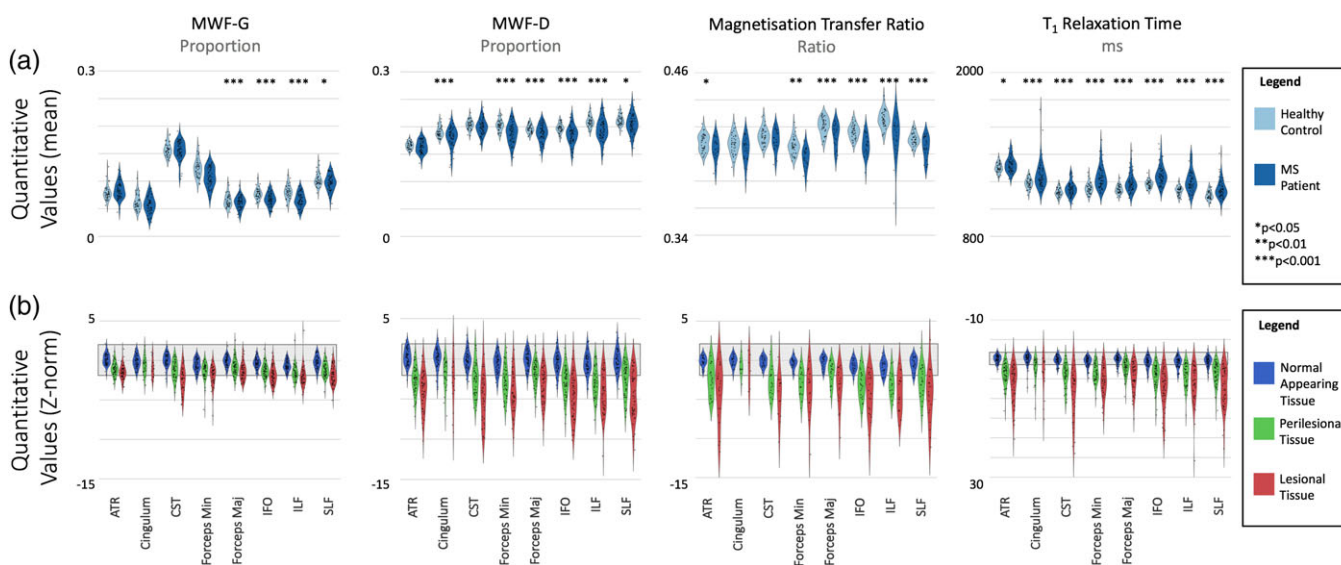 MWF-G
Proportion
MWF-D
Proportion
Magnetisation Transfer Ratio
Ratio
T₁ Relaxation Time
ms
(a)
Quantitative
Values (mean)
0.3
*** *** *** *
0
0.3
*** *** *** *** *** *
0
0.46
* ** *** *** *** ***
0.34
2000
* *** *** *** *** *** *** ***
800
Legend
Healthy
Control
MS
Patient
*p<0.05
**p<0.01
***p<0.001
(b)
Quantitative
Values (Z-norm)
5
-15
ATR
Cingulum
CST
Forceps Min
Forceps Maj
IFO
ILF
SLF
5
-15
ATR
Cingulum
CST
Forceps Min
Forceps Maj
IFO
ILF
SLF
5
-15
ATR
Cingulum
CST
Forceps Min
Forceps Maj
IFO
ILF
SLF
-10
30
ATR
Cingulum
CST
Forceps Min
Forceps Maj
IFO
ILF
SLF
Legend
Normal
Appearing
Tissue
Perilesional
Tissue
Lesional
Tissue